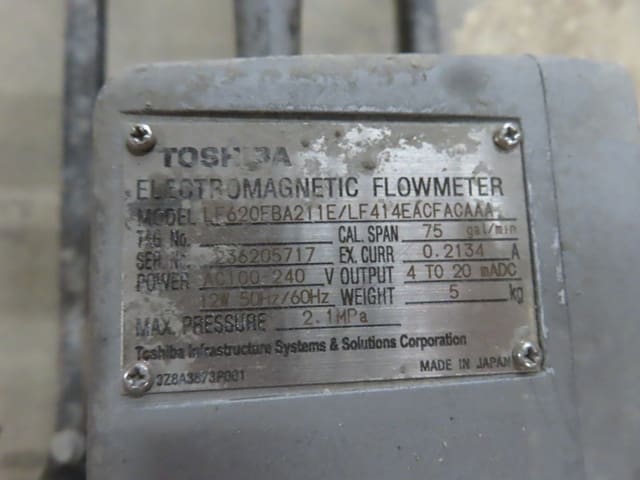 TOSHIBA
ELECTROMAGNETIC FLOWMETER
MODEL LF620FBA211E/LF414EACFACAAA
TAG No. CAL. SPAN 75 gal/min
SER. No. 236205717 EX. CURR 0.2134 A
POWER AC100 240 V OUTPUT 4 TO 20 mADC
12W 50Hz/60Hz WEIGHT 5 kg
MAX. PRESSURE 2.1MPa
Toshiba Infrastructure Systems & Solutions Corporation
MADE IN JAPAN
3Z8A3873P001